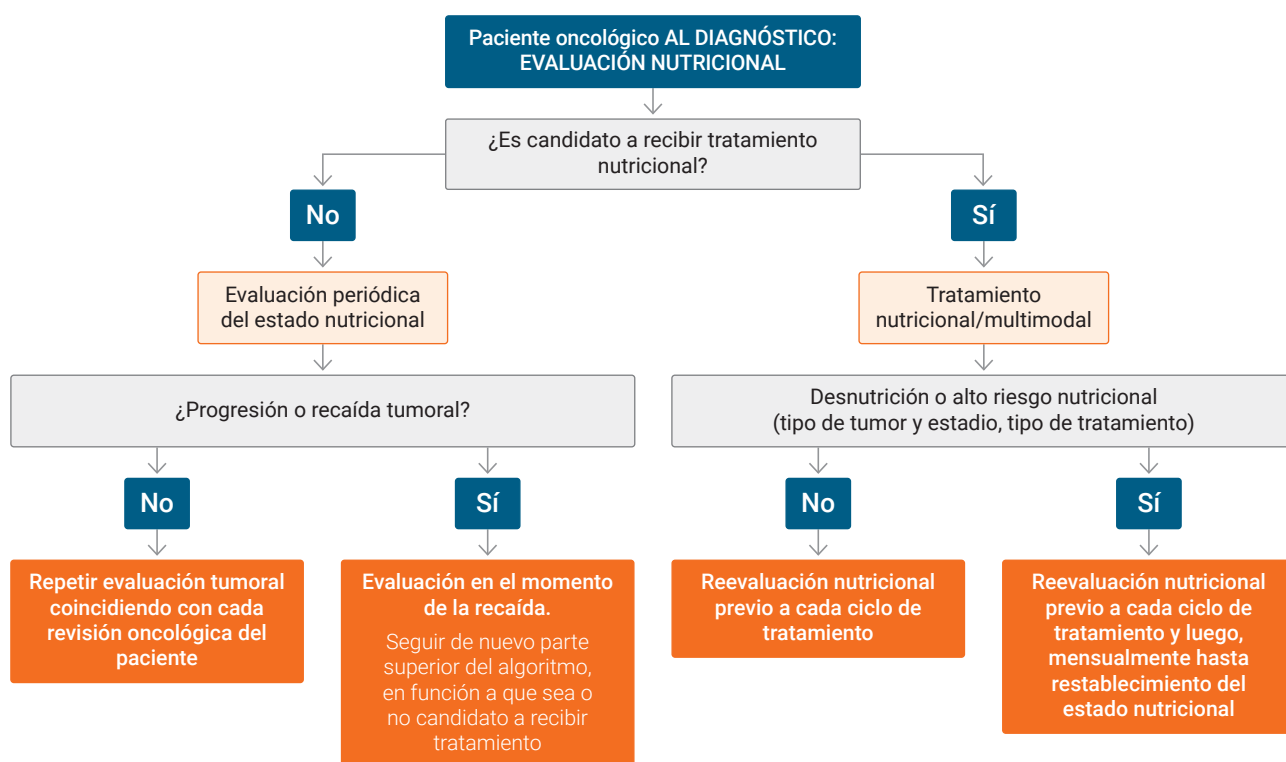 Paciente oncológico AL DIAGNÓSTICO:
EVALUACIÓN NUTRICIONAL
¿Es candidato a recibir tratamiento
nutricional?
No
Sí
Evaluación periódica
del estado nutricional
Tratamiento
nutricional/multimodal
¿Progresión o recaída tumoral?
Desnutrición o alto riesgo nutricional
(tipo de tumor y estadio, tipo de tratamiento)
No
Sí
No
Sí
Repetir evaluación tumoral
coincidiendo con cada
revisión oncológica del
paciente
Evaluación en el momento
de la recaída.
Seguir de nuevo parte
superior del algoritmo,
en función a que sea o
no candidato a recibir
tratamiento
Reevaluación nutricional
previo a cada ciclo de
tratamiento
Reevaluación nutricional
previo a cada ciclo de
tratamiento y luego,
mensualmente hasta
restablecimiento del
estado nutricional